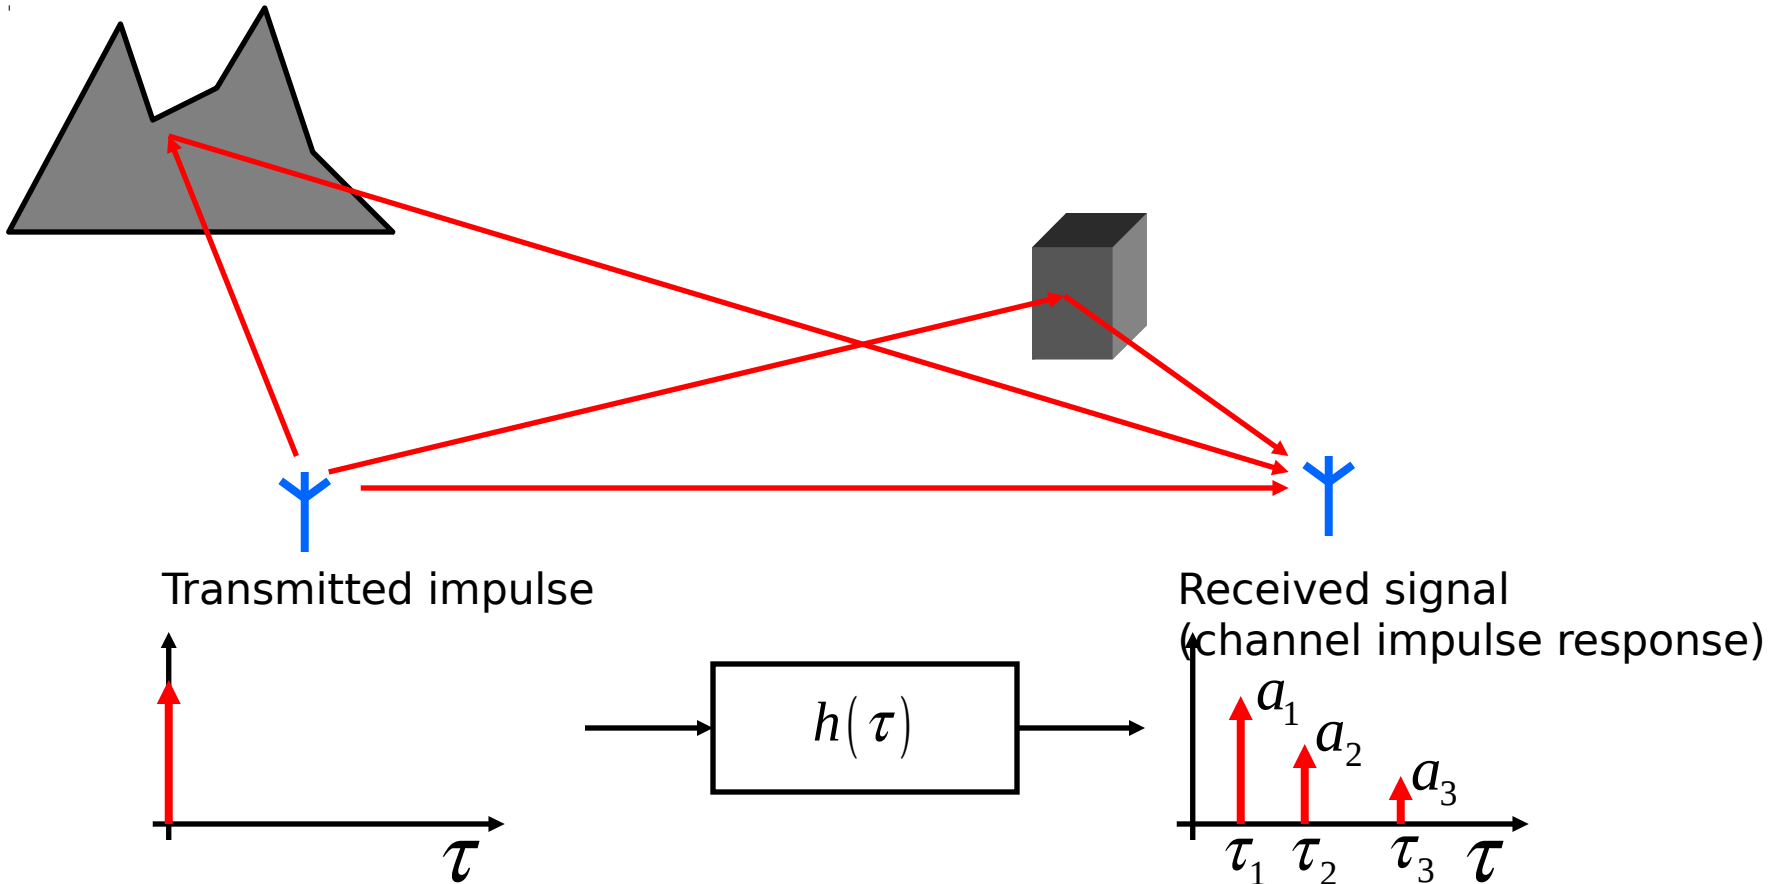 Transmitted impulse
Received signal
(channel impulse response)
h(τ)
a1
a2
a3
τ
τ1
τ2
τ3
τ